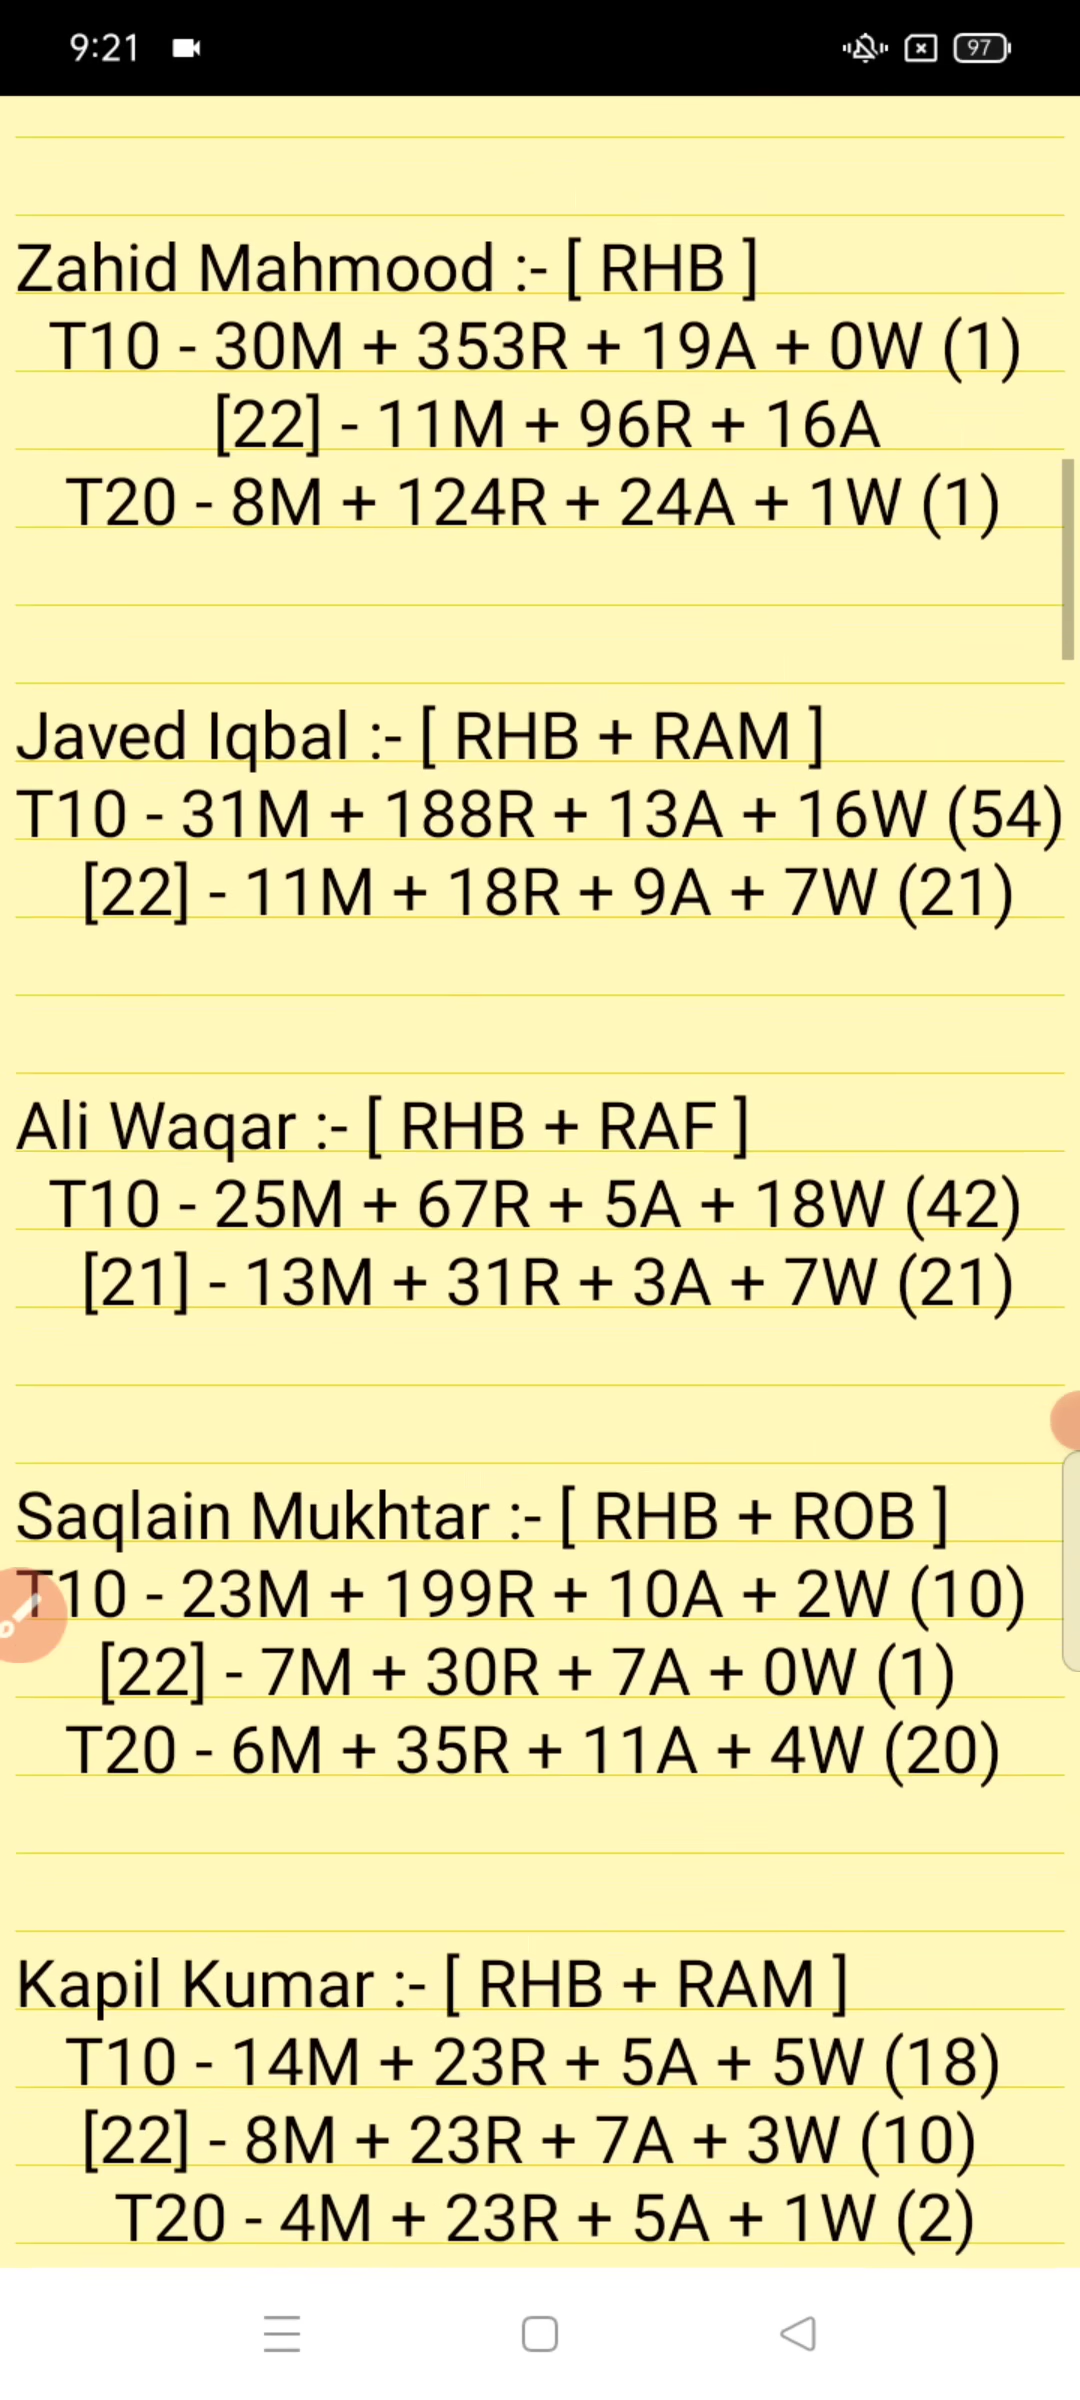 9:21
97
Zahid Mahmood :- [ RHB ]
T10 - 30M + 353R + 19A + 0W (1)
[22] - 11M + 96R + 16A
T20 - 8M + 124R + 24A + 1W (1)
Javed Iqbal :- [ RHB + RAM ]
T10 - 31M + 188R + 13A + 16W (54)
[22] - 11M + 18R + 9A + 7W (21)
Ali Waqar :- [ RHB + RAF ]
T10 - 25M + 67R + 5A + 18W (42)
[21] - 13M + 31R + 3A + 7W (21)
Saqlain Mukhtar :- [ RHB + ROB ]
T10 - 23M + 199R + 10A + 2W (10)
[22] - 7M + 30R + 7A + 0W (1)
T20 - 6M + 35R + 11A + 4W (20)
Kapil Kumar :- [ RHB + RAM ]
T10 - 14M + 23R + 5A + 5W (18)
[22] - 8M + 23R + 7A + 3W (10)
T20 - 4M + 23R + 5A + 1W (2)